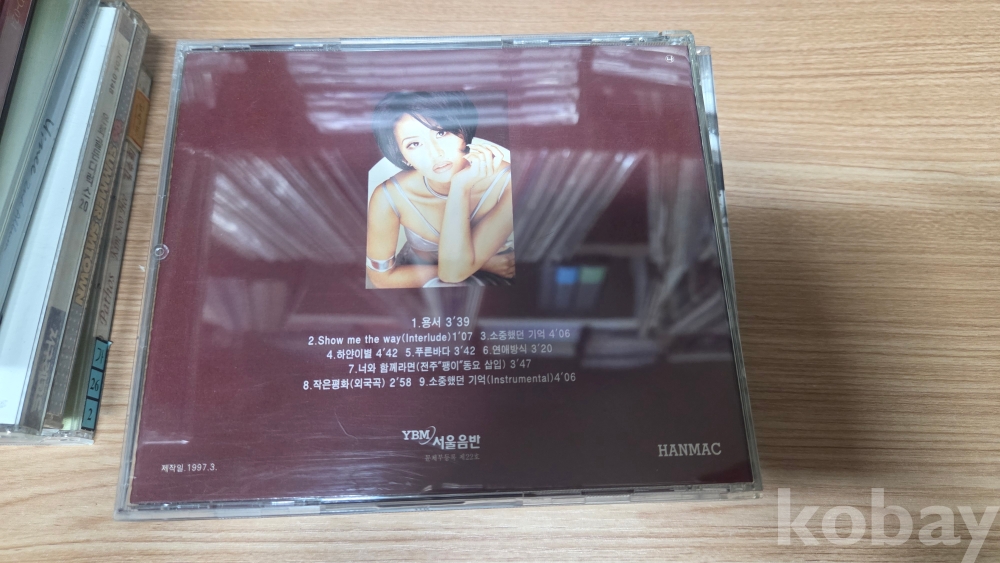 1.용서 3'39
2.Show me the way(Interlude)1'07 3.소중했던 기억 4'06
4.하얀이별 4'42 5.푸른바다 3'42 6.연애방식 3'20
7.너와 함께라면(전주"팽이"동요 삽입) 3'47
8.작은평화(외국곡) 2'58 9.소중했던 기억(Instrumental)4'06
YBM 서울음반
제작일.1997.3.
HANMAC
kobay